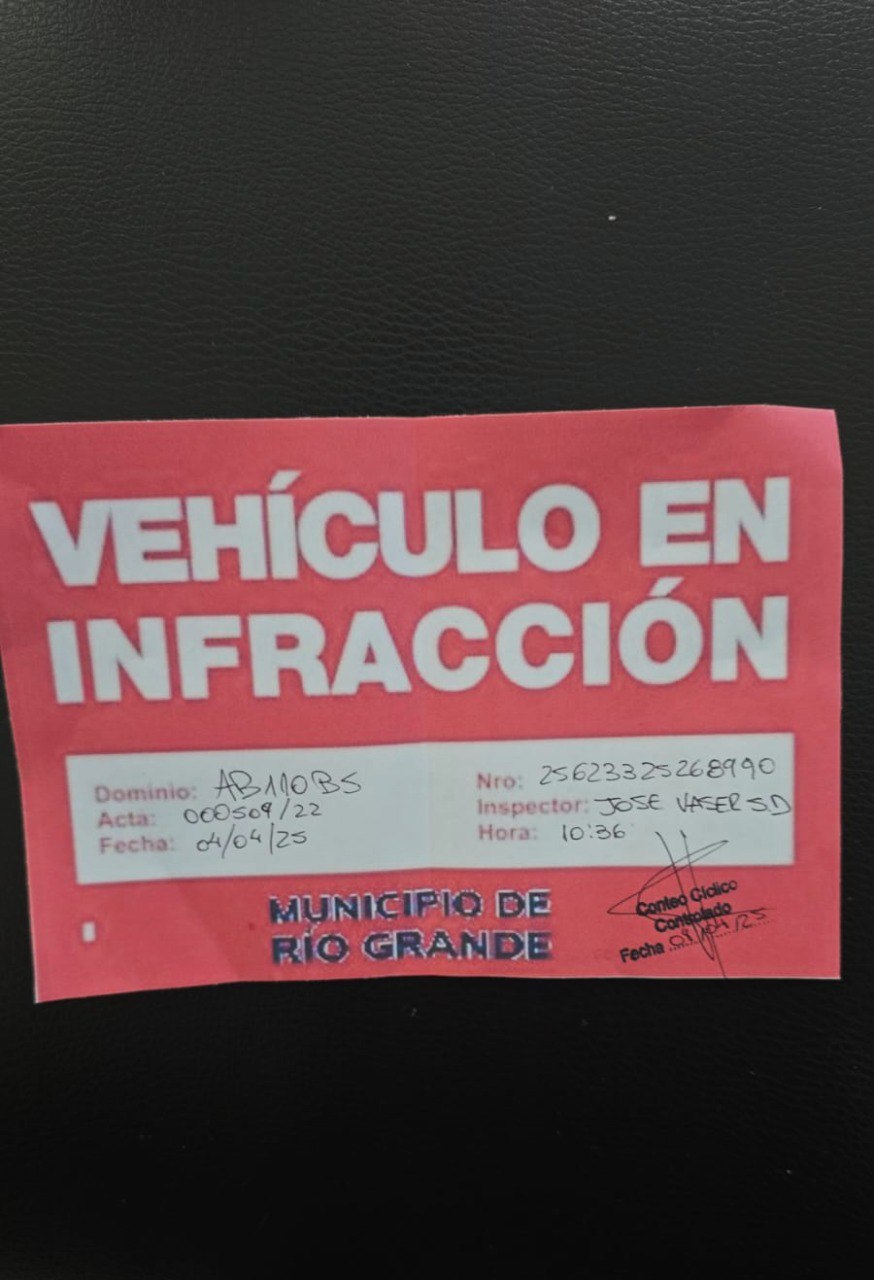 VEHÍCULO EN
INFRACCIÓN
Dominio: AB110BS
Acta: 000509/22
Fecha: 04/04/25
Nro: 25623325268990
Inspector: JOSE VASER SD
Hora: 10:36
MUNICIPIO DE
RÍO GRANDE
Conteo Cíclico
Controlado
Fecha